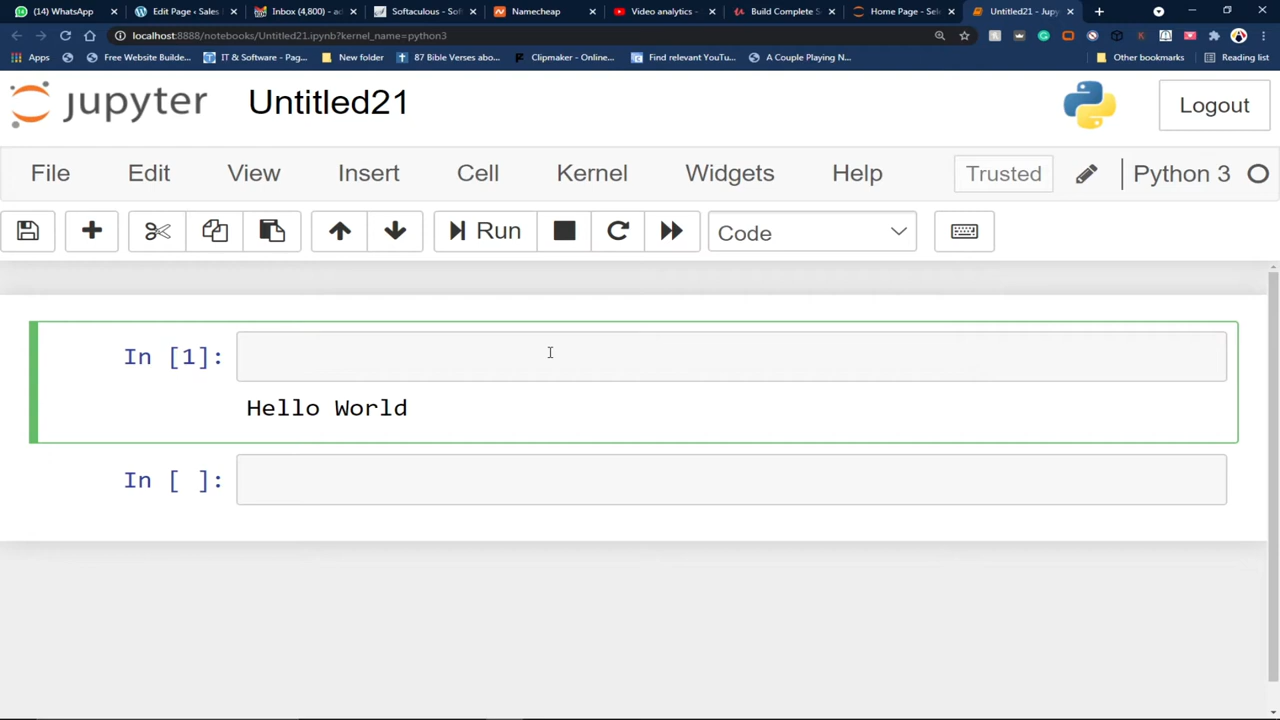 (14) WhatsApp Edit Page ‹ Sales Inbox (4,800) - ad Softaculous - Sof Namecheap Video analytics - Build Complete S Home Page - Sel Untitled21 - Jupy
localhost:8888/notebooks/Untitled21.ipynb?kernel_name=python3
Apps Free Website Builde... IT & Software - Pag... New folder 87 Bible Verses abo... Clipmaker - Online... Find relevant YouTu... A Couple Playing N... Other bookmarks Reading list
jupyter Untitled21 Logout
File Edit View Insert Cell Kernel Widgets Help Trusted Python 3
Run Code
In [1]:
Hello World
In [ ]: